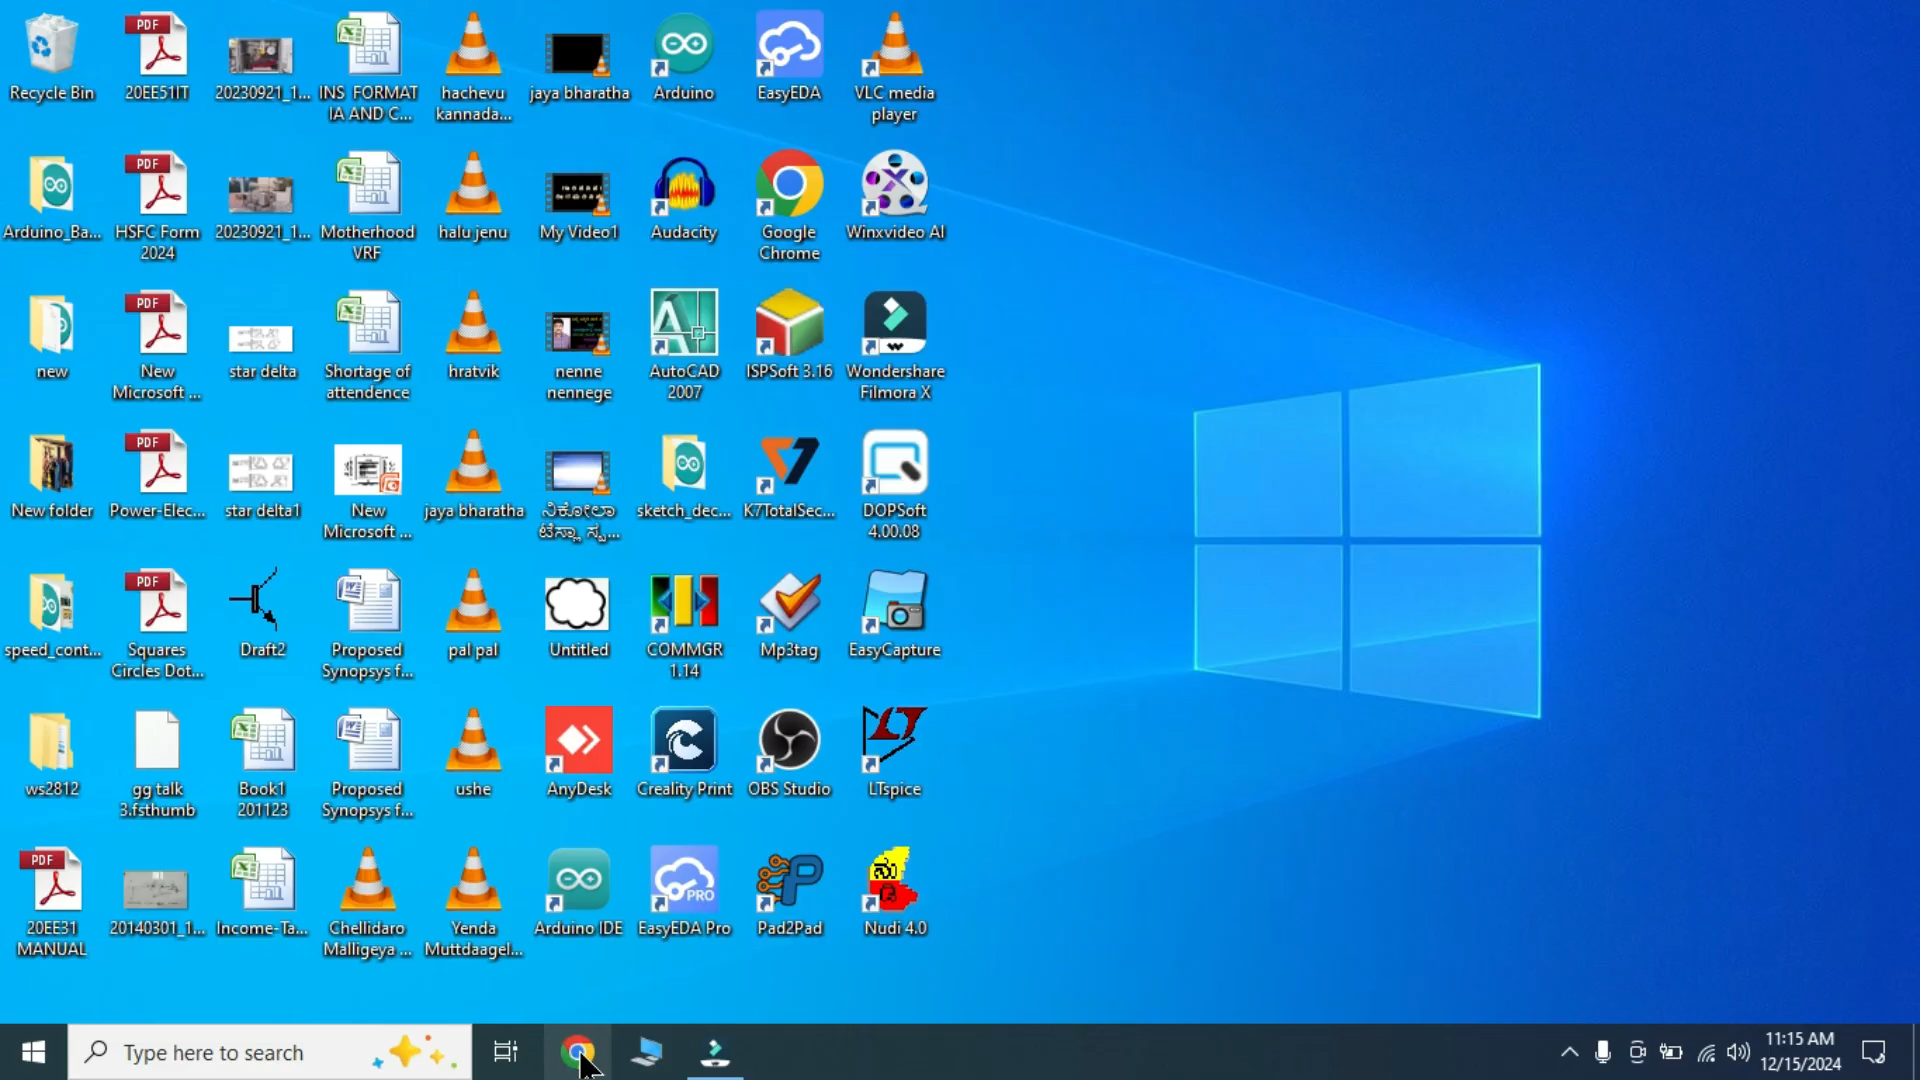 Recycle Bin
20EE51IT
20230921_1...
INS FORMAT
IA AND C...
hachevu
kannada...
jaya bharatha
Arduino
EasyEDA
VLC media
player
Arduino_Ba...
HSFC Form
2024
20230921_1...
Motherhood
VRF
halu jenu
My Video1
Audacity
Google
Chrome
Winxvideo AI
new
New
Microsoft ...
star delta
Shortage of
attendence
hratvik
nenne
nennege
AutoCAD
2007
ISPSoft 3.16
Wondershare
Filmora X
New folder
Power-Elec...
star delta1
New
Microsoft ...
jaya bharatha
ನಿಕೋಲಾ
ಟೆಸ್ಲಾ ಸ್ಪ...
sketch_dec...
K7TotalSec...
DOPSoft
4.00.08
speed_cont...
Squares
Circles Dot...
Draft2
Proposed
Synopsys f...
pal pal
Untitled
COMMGR
1.14
Mp3tag
EasyCapture
ws2812
gg talk
3.fsthumb
Book1
201123
Proposed
Synopsys f...
ushe
AnyDesk
Creality Print
OBS Studio
LTspice
20EE31
MANUAL
20140301_1...
Income-Ta...
Chellidaro
Malligeya ...
Yenda
Muttdaagel...
Arduino IDE
EasyEDA Pro
Pad2Pad
Nudi 4.0
Type here to search
11:15 AM
12/15/2024